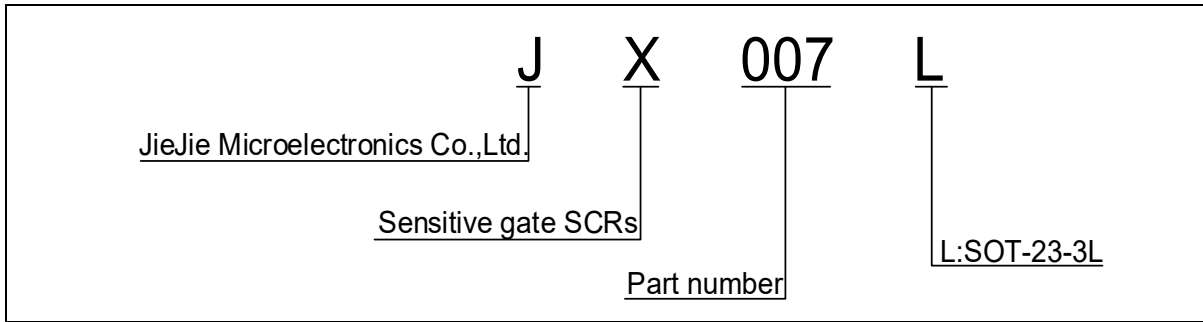 J X 007 L
JieJie Microelectronics Co.,Ltd.
Sensitive gate SCRs
L:SOT-23-3L
Part number